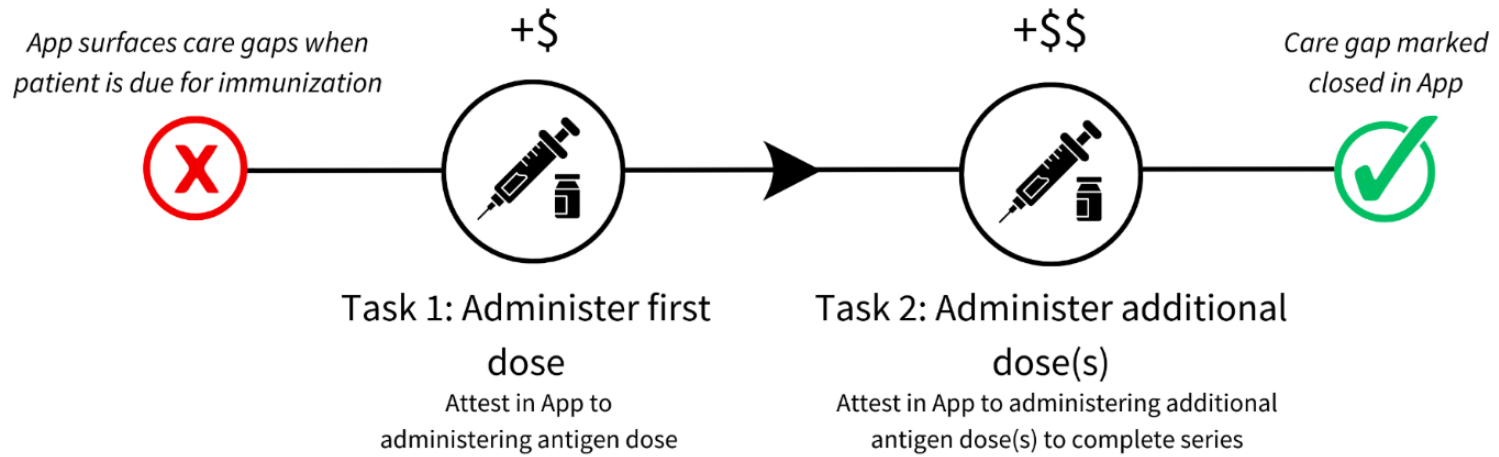 App surfaces care gaps when
patient is due for immunization
X
+$
Task 1: Administer first
dose
Attest in App to
administering antigen dose
+$$
Task 2: Administer additional
dose(s)
Attest in App to administering additional
antigen dose(s) to complete series
Care gap marked
closed in App